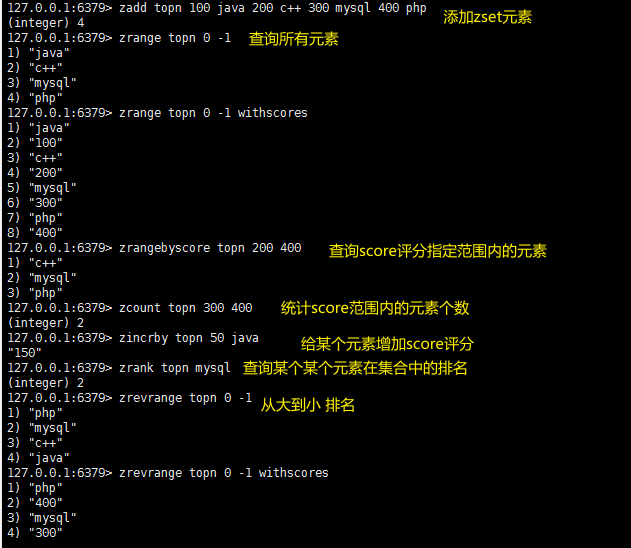 127.0.0.1:6379> zadd topn 100 java 200 c++ 300 mysql 400 php 添加zset元素
(integer) 4
127.0.0.1:6379> zrange topn 0 -1 查询所有元素
1) "java"
2) "c++"
3) "mysql"
4) "php"
127.0.0.1:6379> zrange topn 0 -1 withscores
1) "java"
2) "100"
3) "c++"
4) "200"
5) "mysql"
6) "300"
7) "php"
8) "400"
127.0.0.1:6379> zrangebyscore topn 200 400 查询score评分指定范围内的元素
1) "c++"
2) "mysql"
3) "php"
127.0.0.1:6379> zcount topn 300 400 统计score范围内的元素个数
(integer) 2
127.0.0.1:6379> zincrby topn 50 java 给某个元素增加score评分
"150"
127.0.0.1:6379> zrank topn mysql 查询某个某个元素在集合中的排名
(integer) 2
127.0.0.1:6379> zrevrange topn 0 -1 从大到小 排名
1) "php"
2) "mysql"
3) "c++"
4) "java"
127.0.0.1:6379> zrevrange topn 0 -1 withscores
1) "php"
2) "400"
3) "mysql"
4) "300"